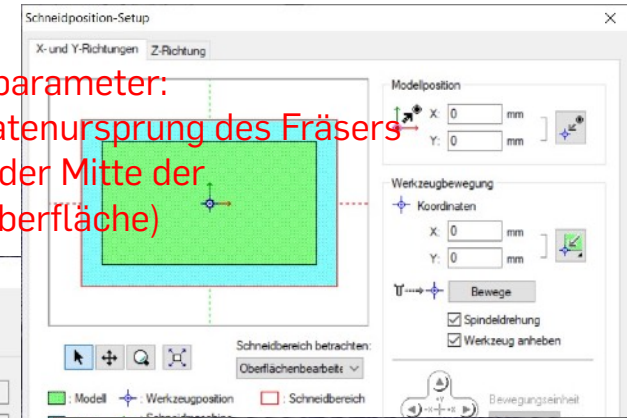 Schneidposition-Setup
X- und Y-Richtungen Z-Richtung
parameter:
atenursprung des Fräsers
der Mitte der
berfläche)
Modellposition
X: 0 mm
Y: 0 mm
Werkzeugbewegung
Koordinaten
X: 0 mm
Y: 0 mm
Bewege
Spindeldrehung
Werkzeug anheben
Schneidbereich betrachten:
Oberflächenbearbeite
: Modell : Werkzeugposition : Schneidbereich
Bewegungseinheit